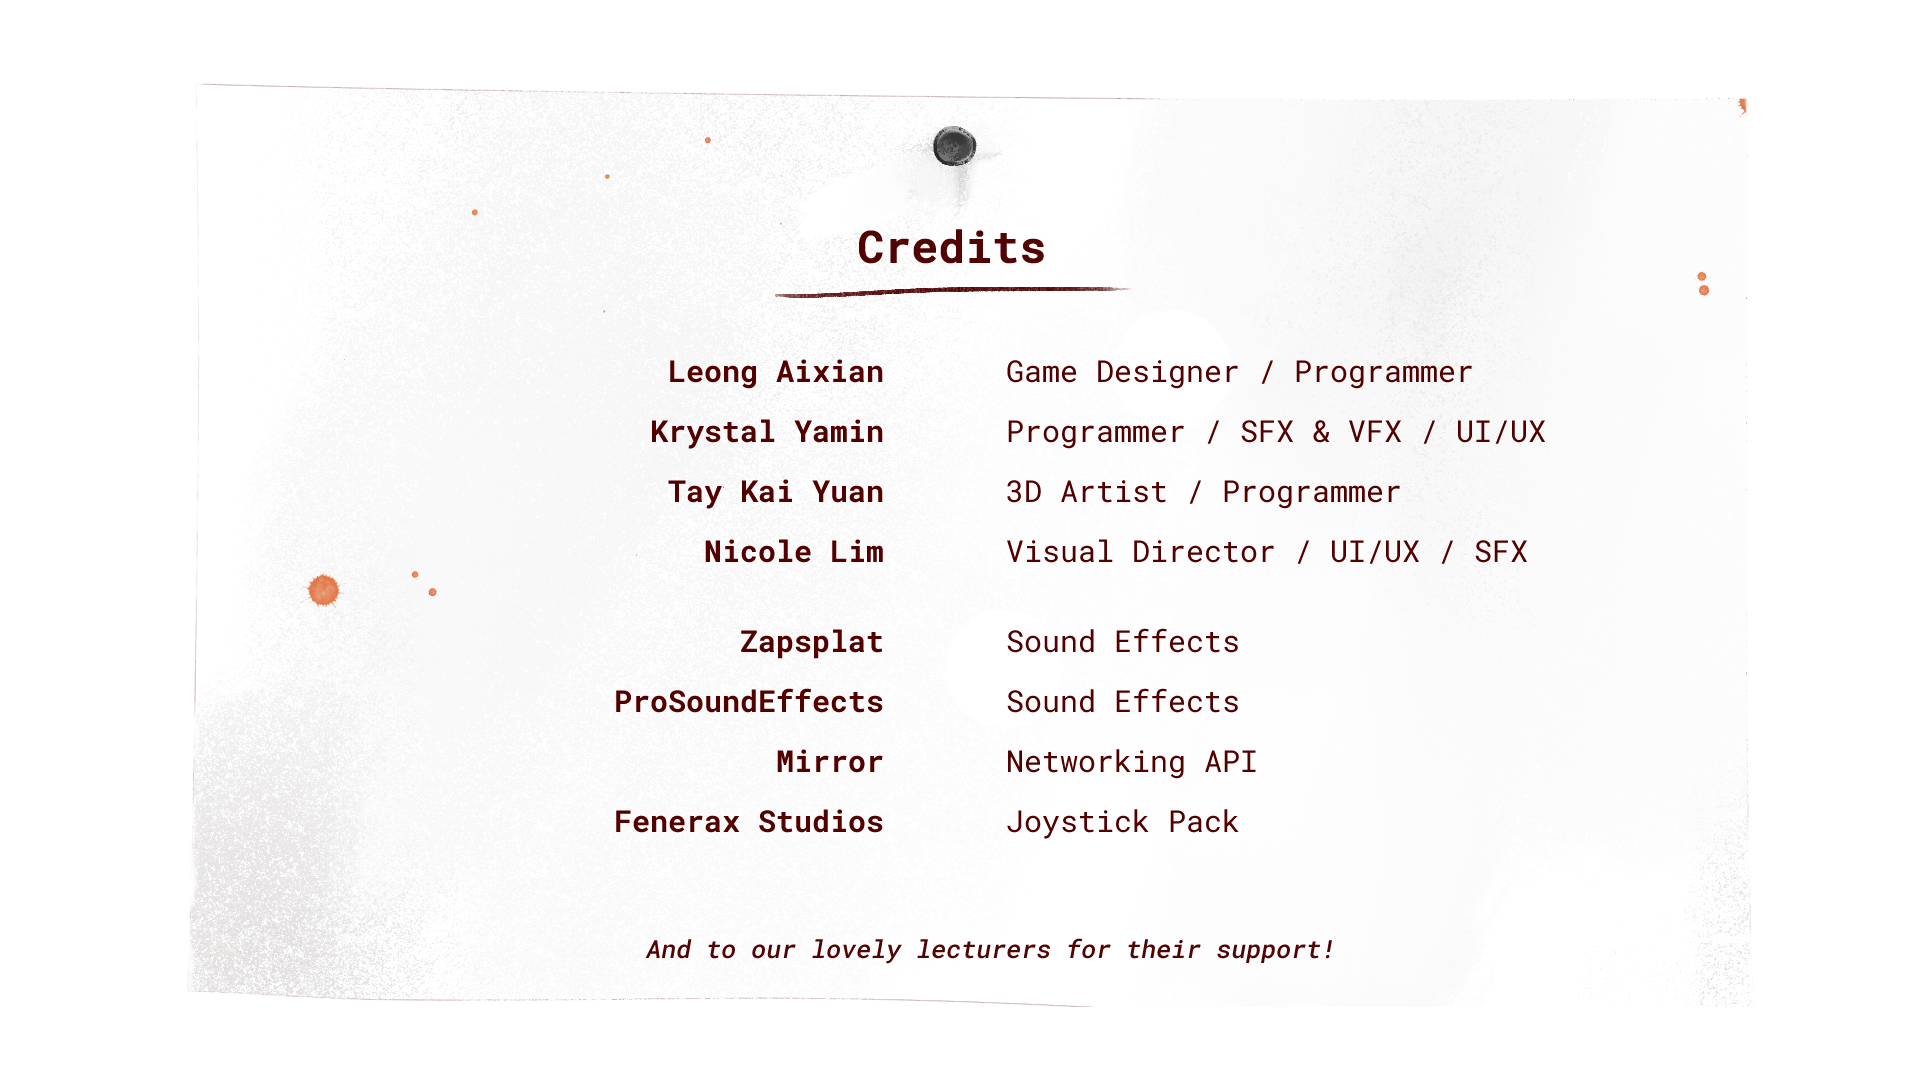 Credits
Leong Aixian Game Designer / Programmer
Krystal Yamin Programmer / SFX & VFX / UI/UX
Tay Kai Yuan 3D Artist / Programmer
Nicole Lim Visual Director / UI/UX / SFX
Zapsplat Sound Effects
ProSoundEffects Sound Effects
Mirror Networking API
Fenerax Studios Joystick Pack
And to our lovely lecturers for their support!